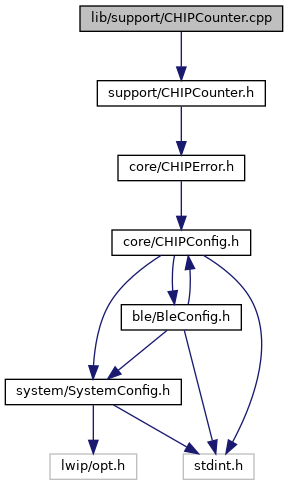 lib/support/CHIPCounter.cpp
support/CHIPCounter.h
core/CHIPError.h
core/CHIPConfig.h
ble/BleConfig.h
system/SystemConfig.h
lwip/opt.h
stdint.h